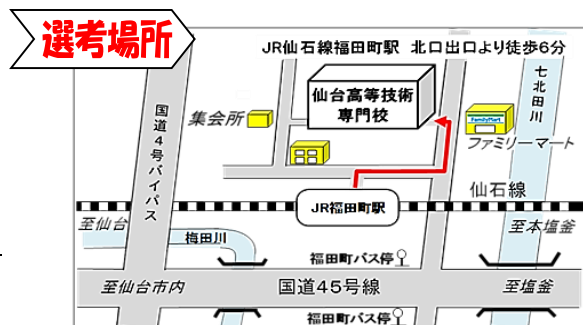 選考場所
JR仙石線福田町駅 北口出口より徒歩6分
仙台高等技術
専門校
国道4号バイパス
集会所
FamilyMart
ファミリーマート
七北田川
仙石線
JR福田町駅
至仙台
至本塩釜
梅田川
福田町バス停
至仙台市内
国道45号線
至塩釜
福田町バス停